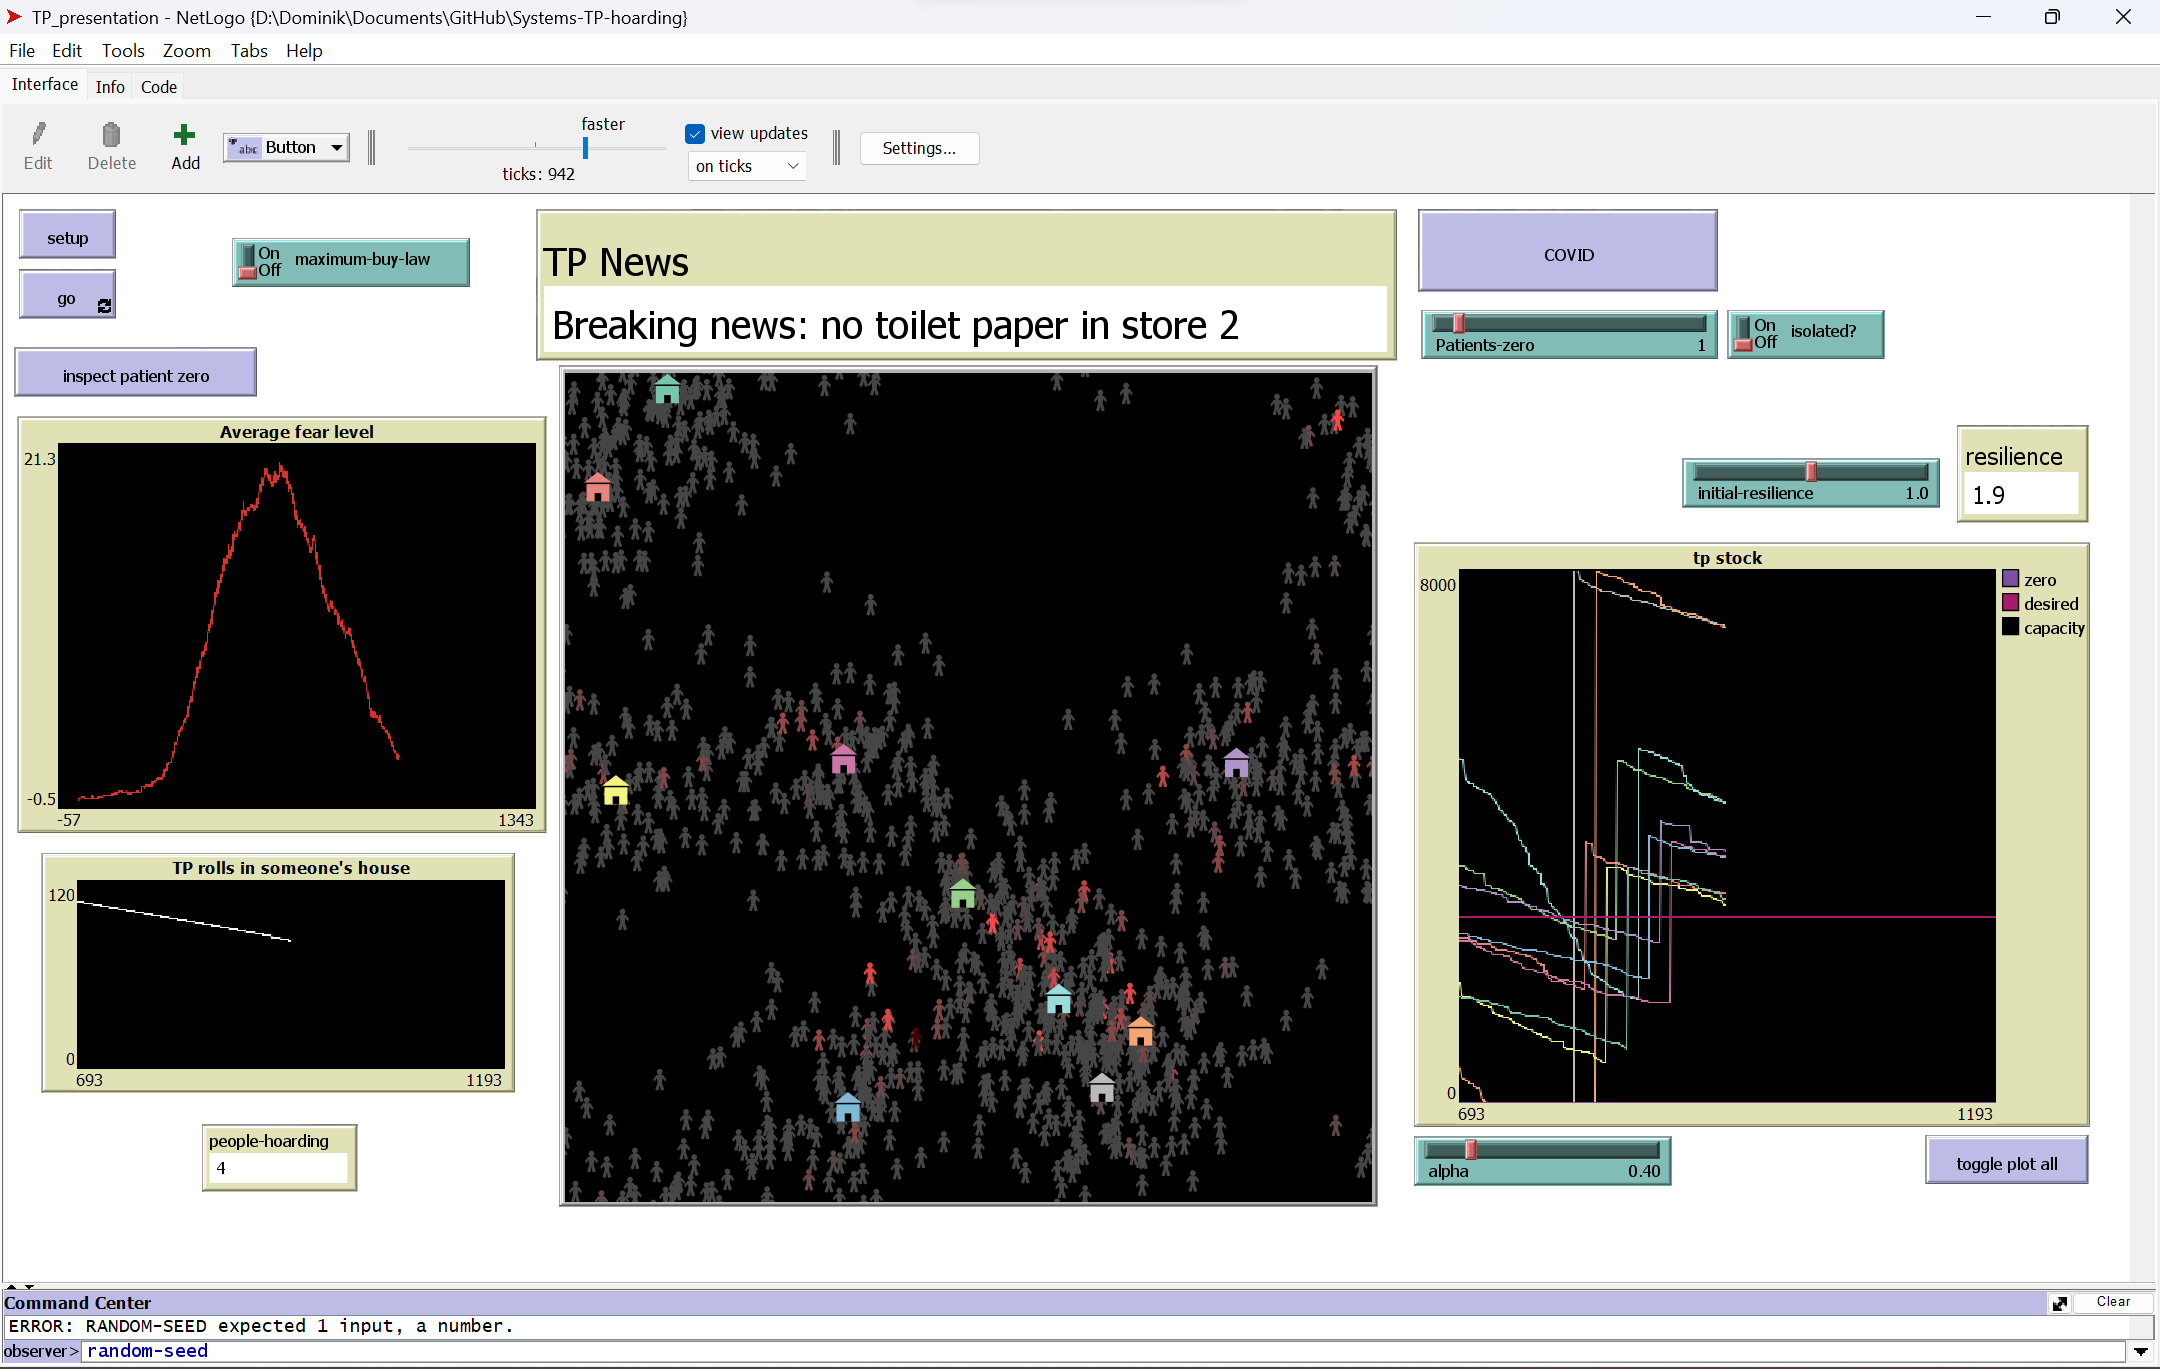 TP_presentation - NetLogo {D:\Dominik\Documents\GitHub\Systems-TP-hoarding}
File Edit Tools Zoom Tabs Help
Interface Info Code
Edit Delete Add
abc Button
faster
ticks: 942
view updates
on ticks
Settings...
setup
go
On
Off
maximum-buy-law
inspect patient zero
TP News
Breaking news: no toilet paper in store 2
COVID
Patients-zero 1
On
Off
isolated?
initial-resilience 1.0
resilience
1.9
Average fear level
21.3
-0.5
-57 1343
TP rolls in someone's house
120
0
693 1193
people-hoarding
4
tp stock
8000
0
693 1193
zero
desired
capacity
alpha 0.40
toggle plot all
Command Center
Clear
ERROR: RANDOM-SEED expected 1 input, a number.
observer> random-seed